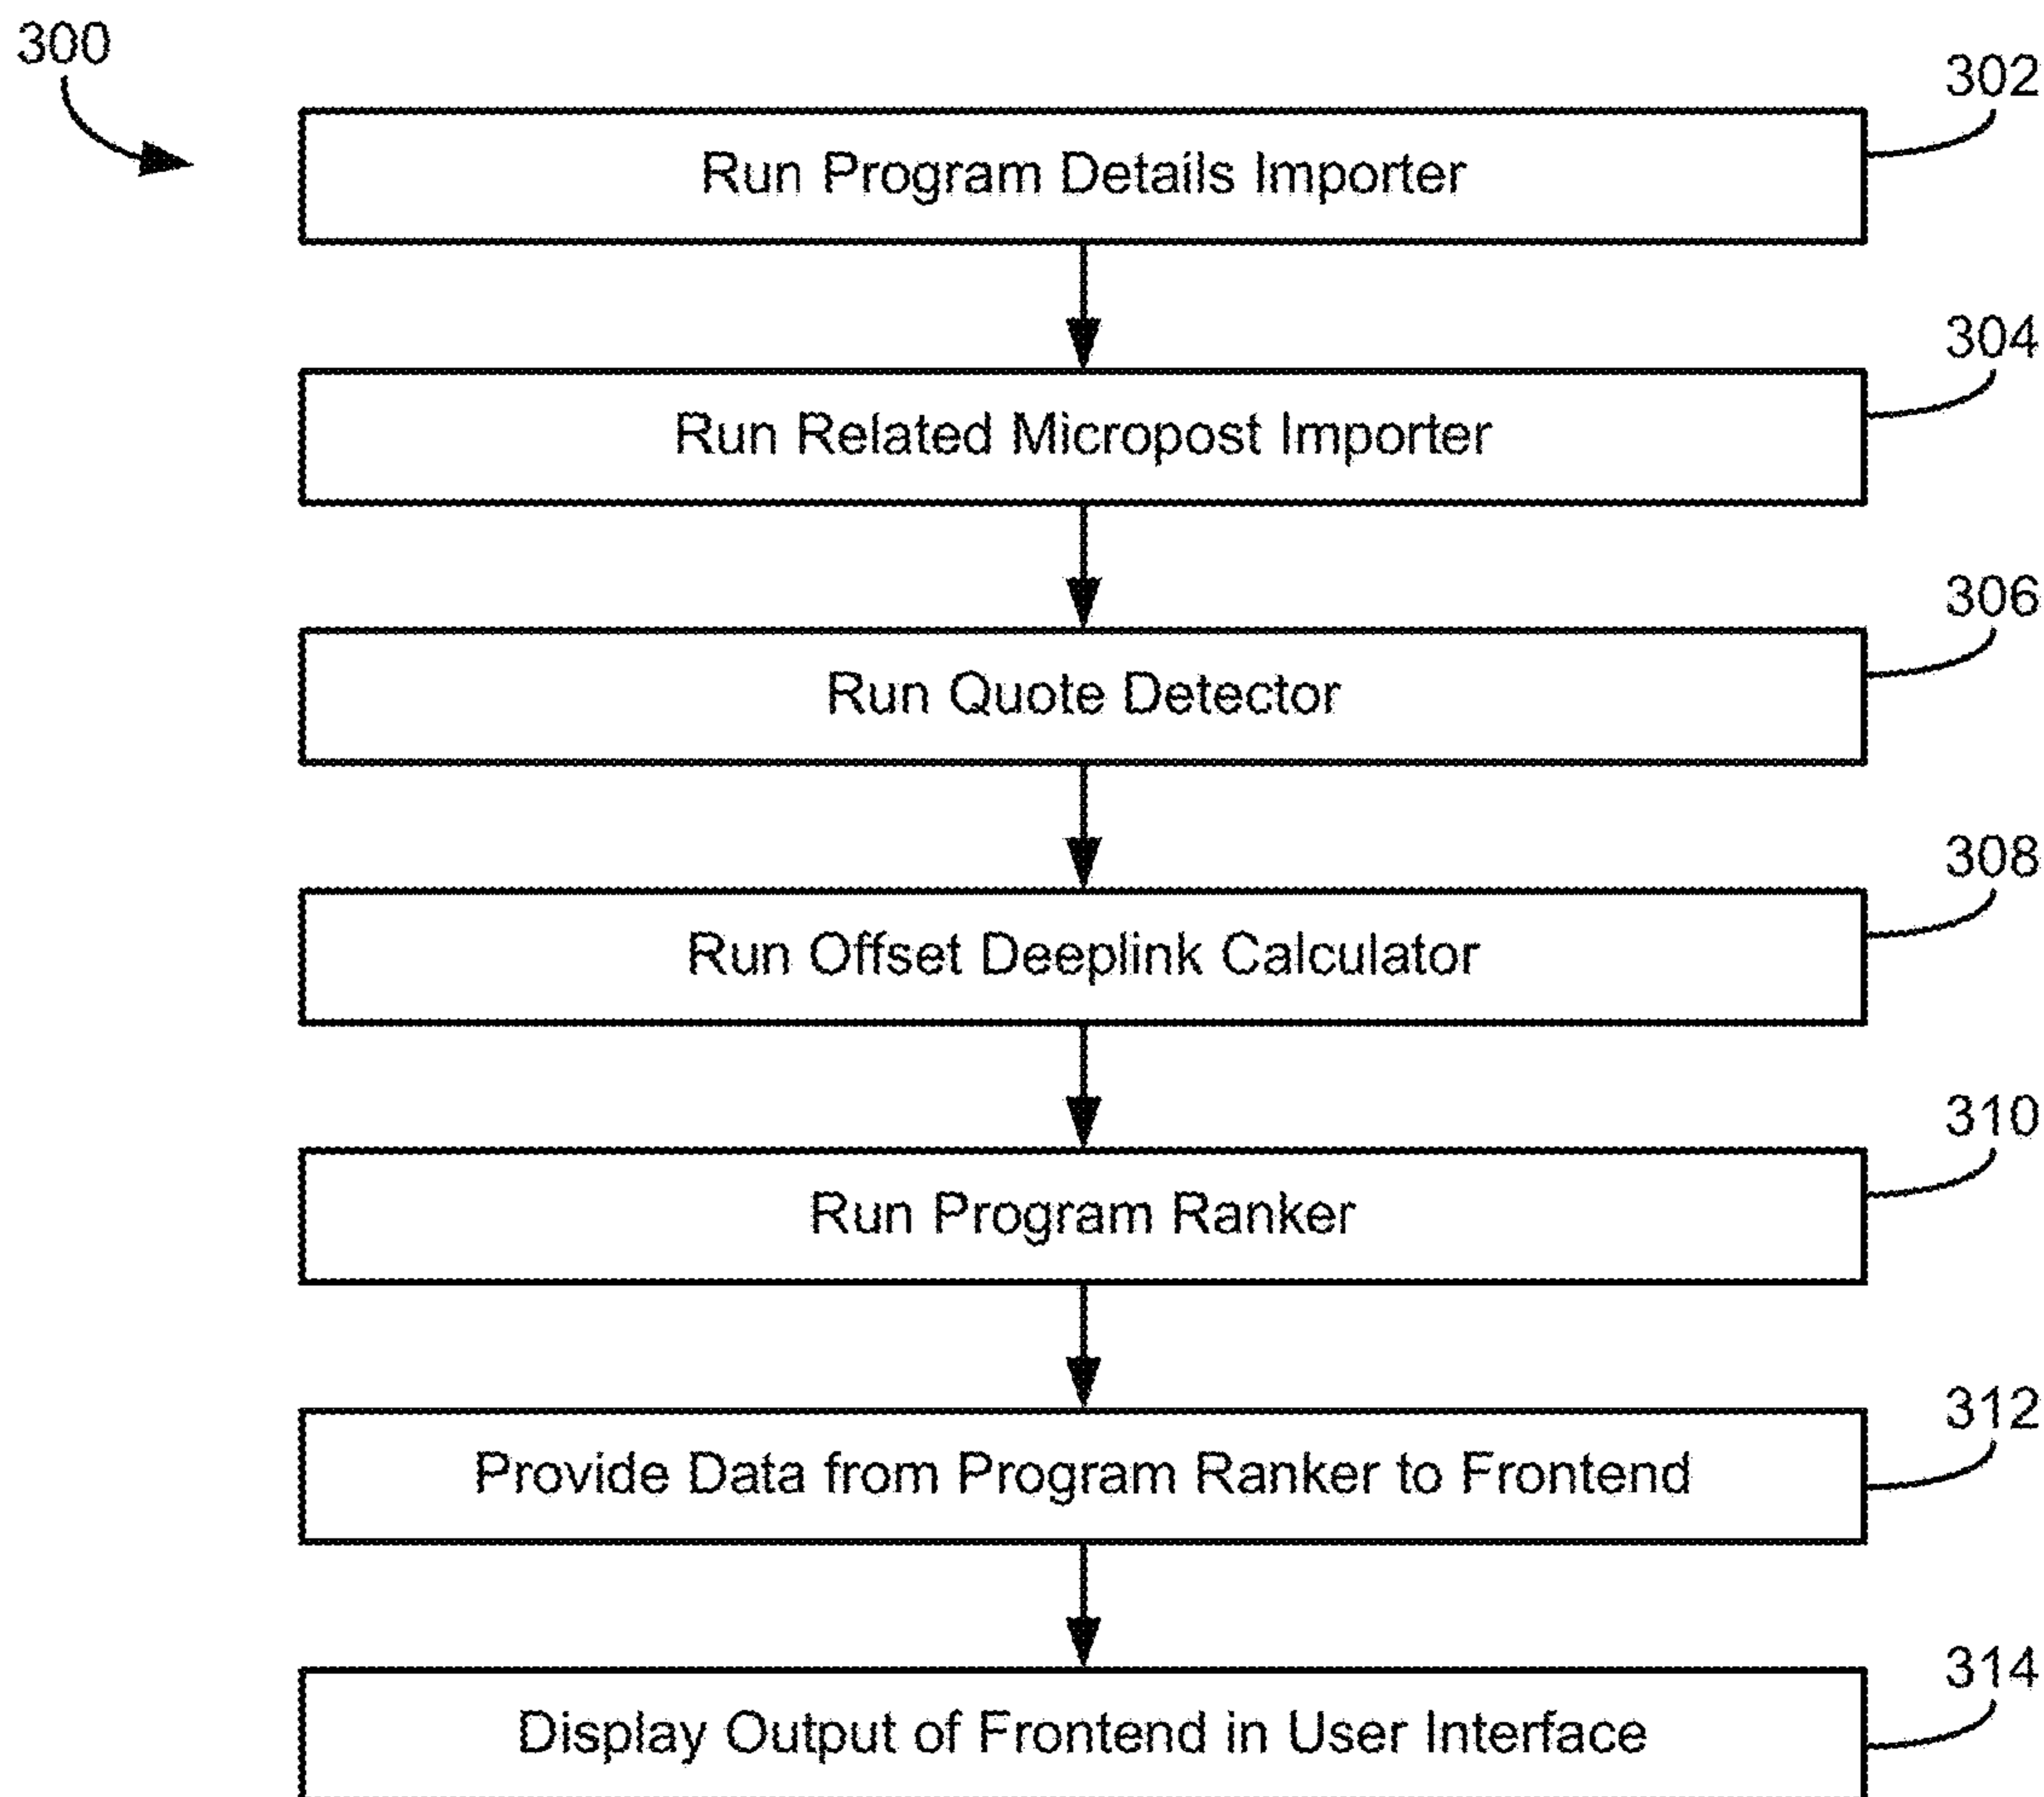 300
302
Run Program Details Importer
304
Run Related Micropost Importer
306
Run Quote Detector
308
Run Offset Deeplink Calculator
310
Run Program Ranker
312
Provide Data from Program Ranker to Frontend
314
Display Output of Frontend in User Interface